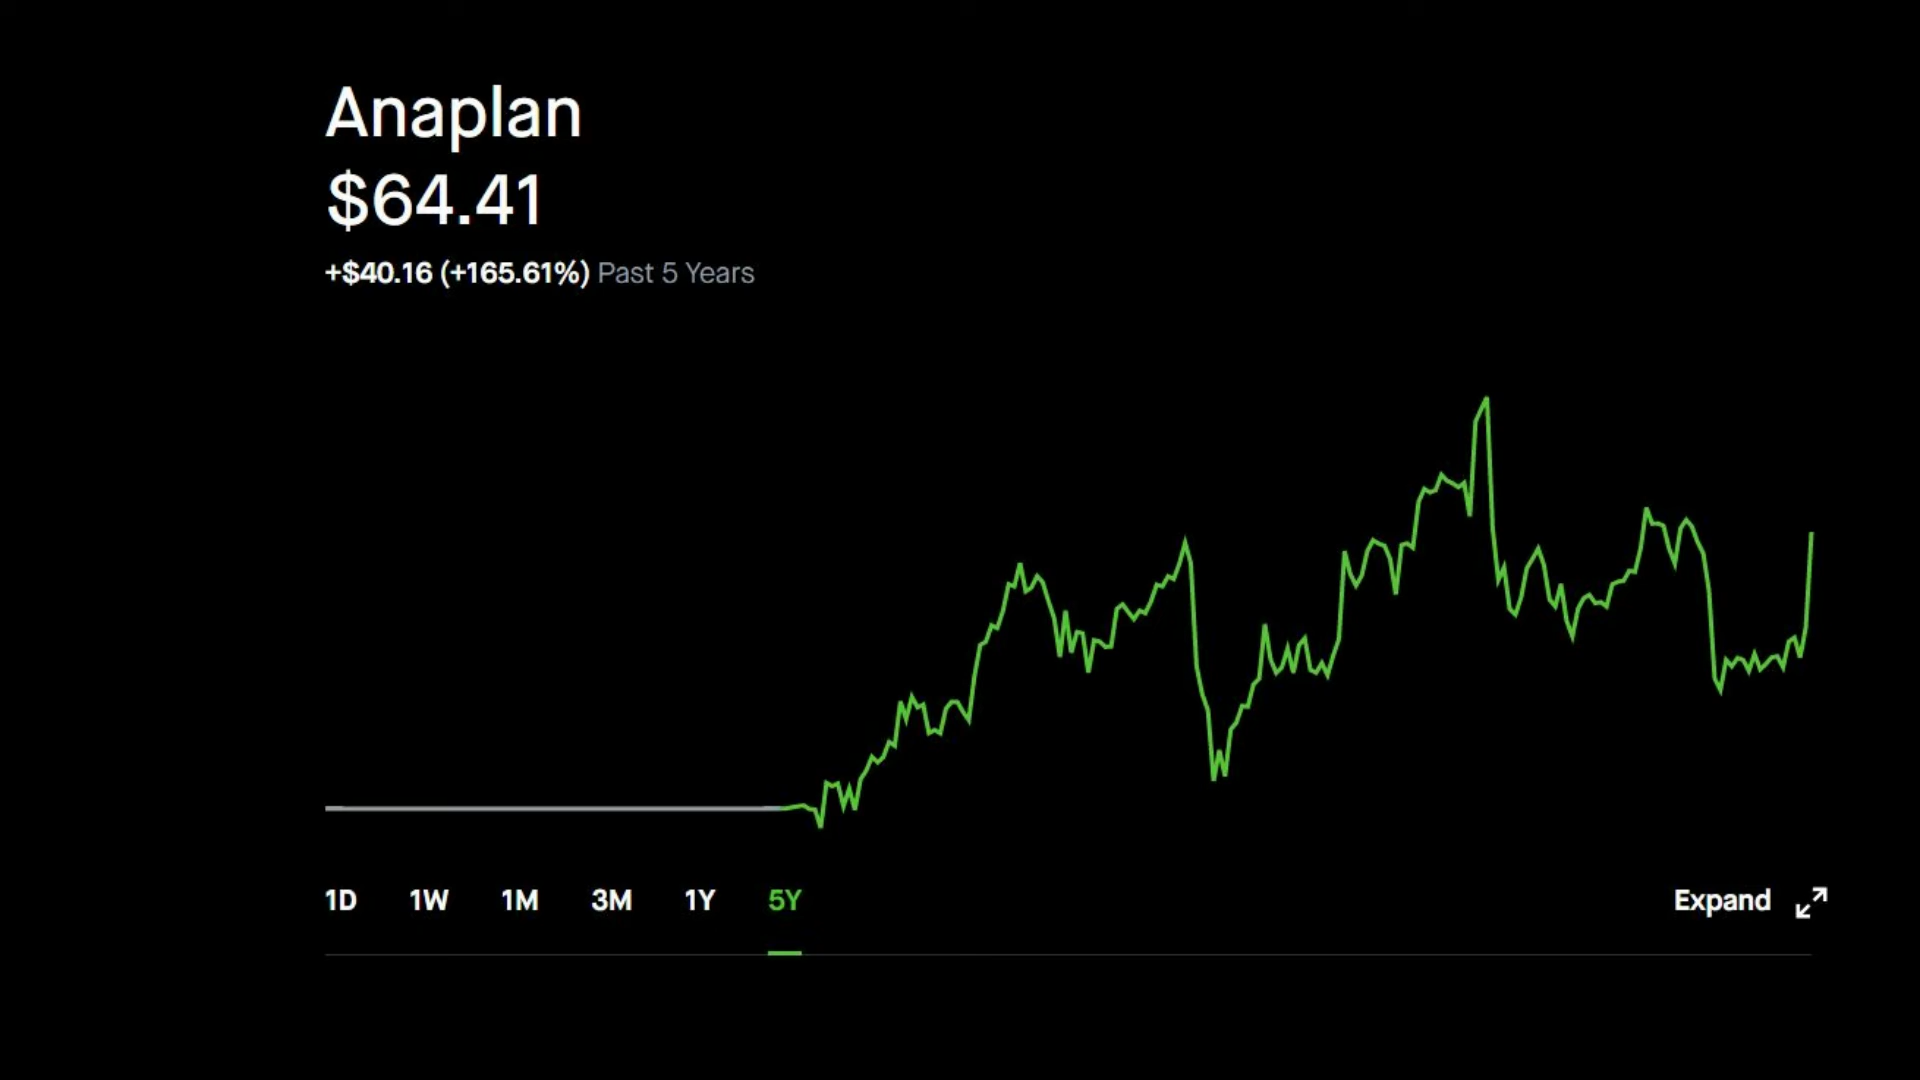 Anaplan
$64.41
+$40.16 (+165.61%) Past 5 Years
1D 1W 1M 3M 1Y 5Y Expand